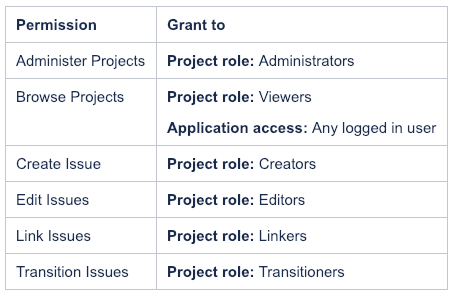 Permission Grant to
Administer Projects Project role: Administrators
Browse Projects Project role: Viewers
Application access: Any logged in user
Create Issue Project role: Creators
Edit Issues Project role: Editors
Link Issues Project role: Linkers
Transition Issues Project role: Transitioners